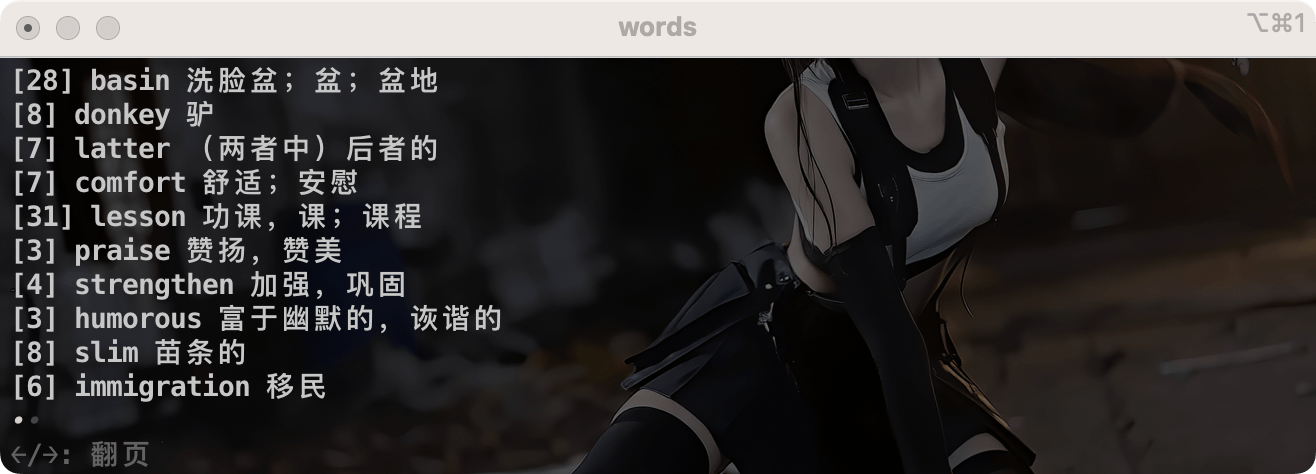 words
⌥⌘1
[28] basin 洗脸盆；盆；盆地
[8] donkey 驴
[7] latter （两者中）后者的
[7] comfort 舒适；安慰
[31] lesson 功课，课；课程
[3] praise 赞扬，赞美
[4] strengthen 加强，巩固
[3] humorous 富于幽默的，诙谐的
[8] slim 苗条的
[6] immigration 移民
←/→: 翻页